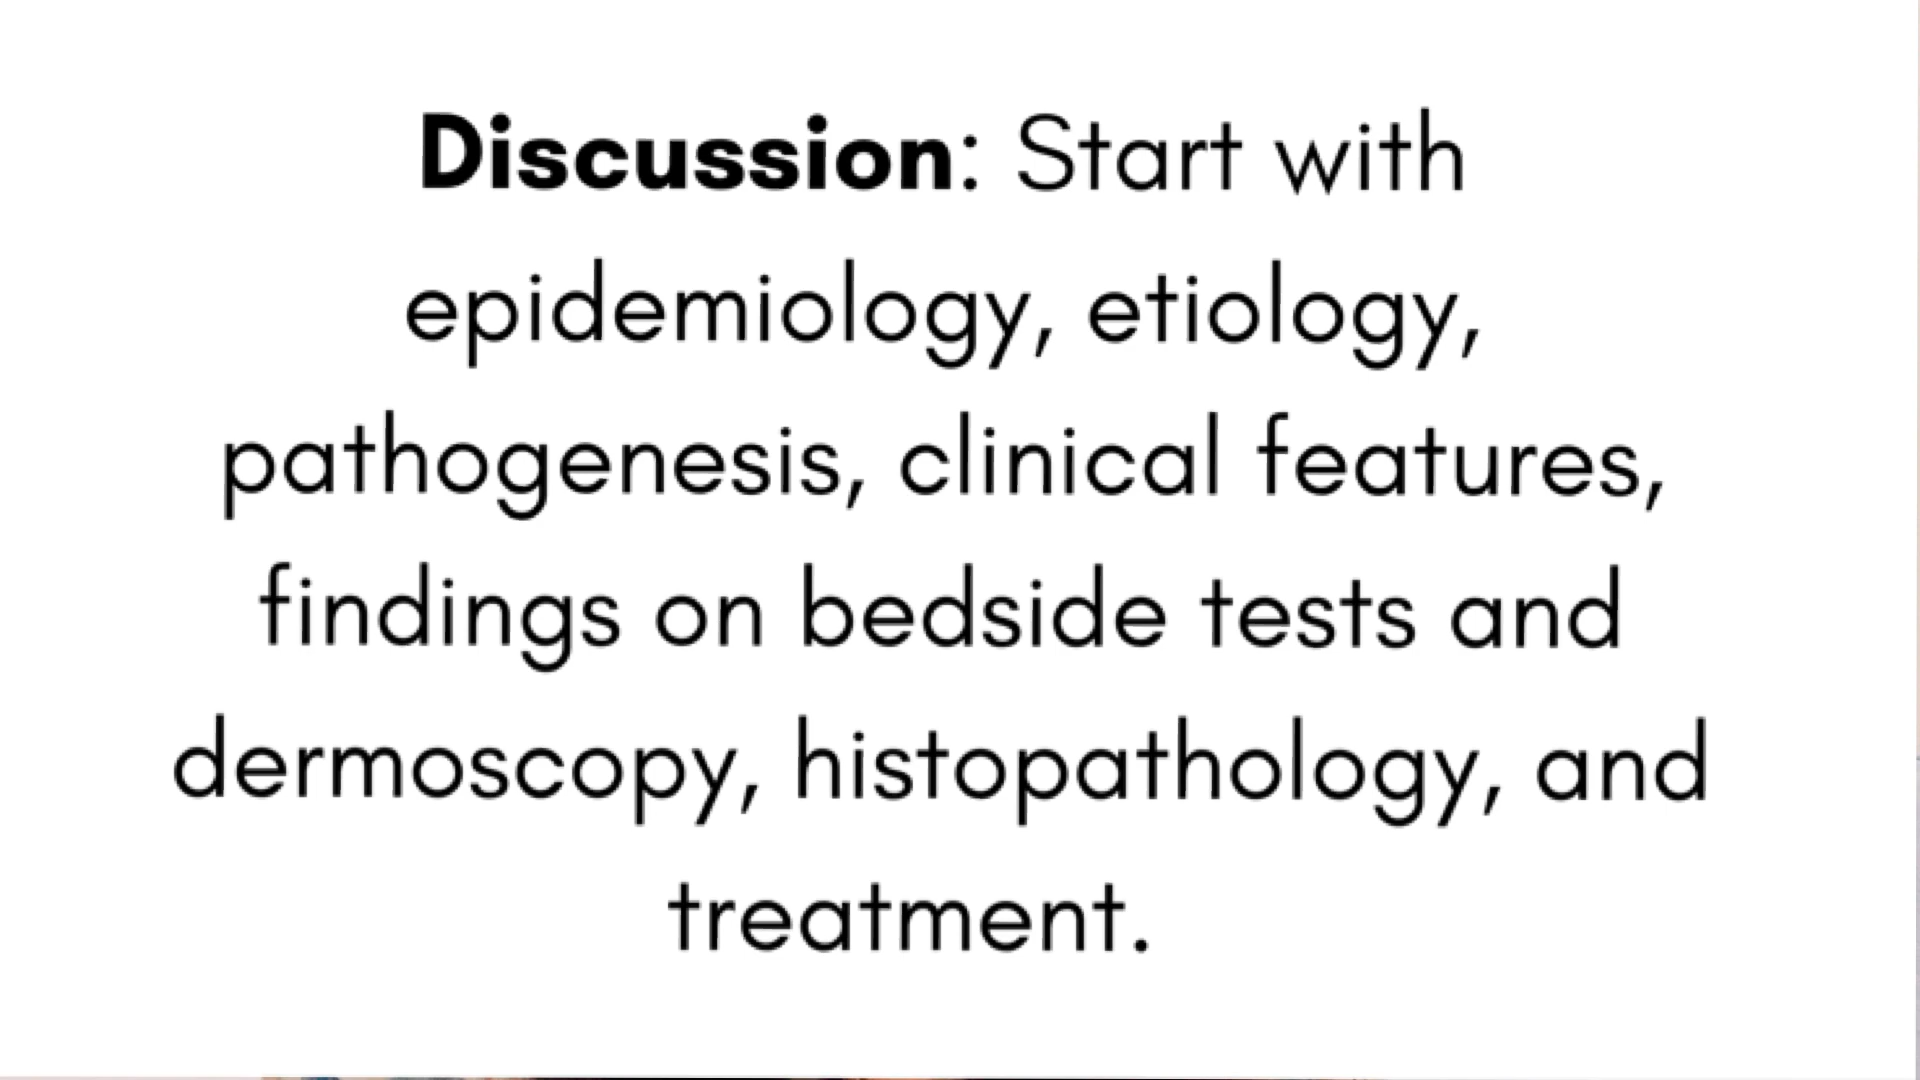 Discussion: Start with
epidemiology, etiology,
pathogenesis, clinical features,
findings on bedside tests and
dermoscopy, histopathology, and
treatment.